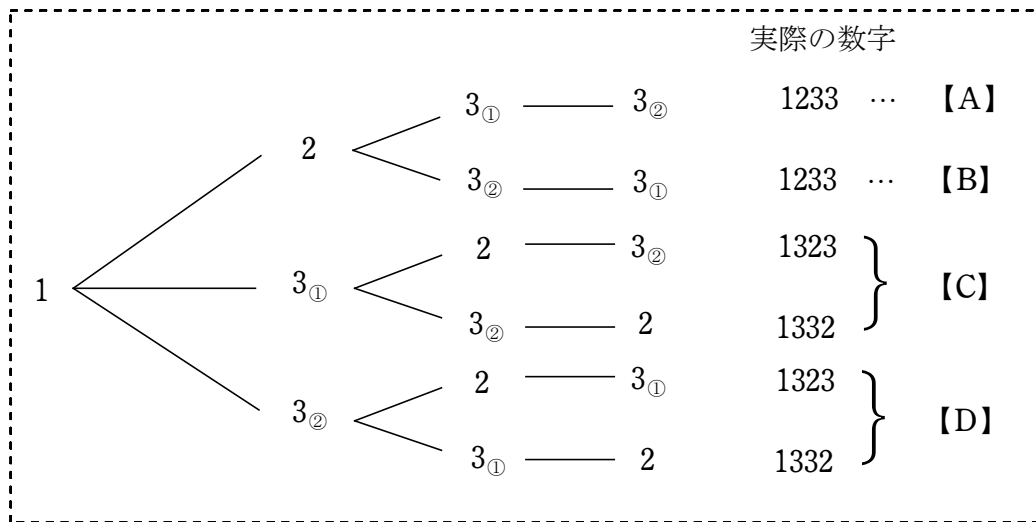 実際の数字
3① 3② 1233 … 【A】
2
3② 3① 1233 … 【B】
2 3② 1323
1 3① 【C】
3② 2 1332
2 3① 1323
3② 【D】
3① 2 1332